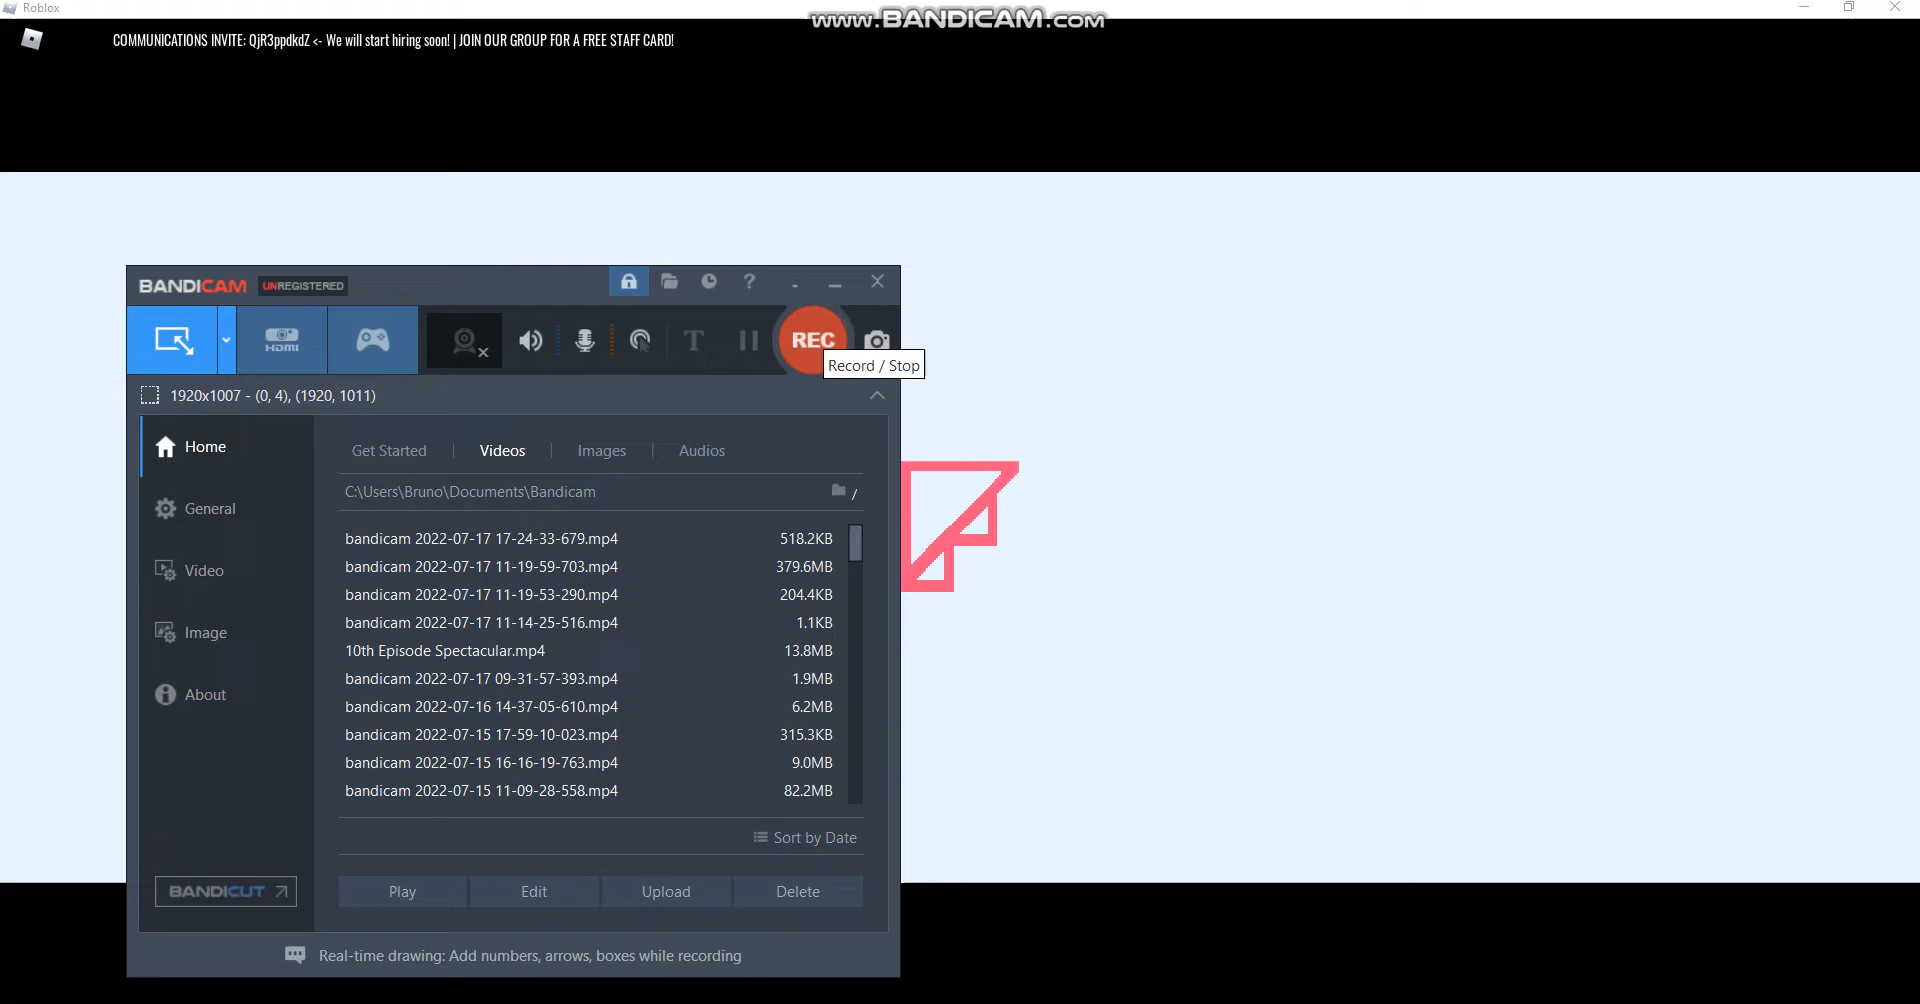 Roblox
www.BANDICAM.com
COMMUNICATIONS INVITE: QjR3ppdkdZ <- We will start hiring soon! | JOIN OUR GROUP FOR A FREE STAFF CARD!
BANDICAM UNREGISTERED
?
HDMI
T
REC
Record / Stop
1920x1007 - (0, 4), (1920, 1011)
Home
General
Video
Image
About
Get Started | Videos | Images | Audios
C:\Users\Bruno\Documents\Bandicam /
bandicam 2022-07-17 17-24-33-679.mp4 518.2KB
bandicam 2022-07-17 11-19-59-703.mp4 379.6MB
bandicam 2022-07-17 11-19-53-290.mp4 204.4KB
bandicam 2022-07-17 11-14-25-516.mp4 1.1KB
10th Episode Spectacular.mp4 13.8MB
bandicam 2022-07-17 09-31-57-393.mp4 1.9MB
bandicam 2022-07-16 14-37-05-610.mp4 6.2MB
bandicam 2022-07-15 17-59-10-023.mp4 315.3KB
bandicam 2022-07-15 16-16-19-763.mp4 9.0MB
bandicam 2022-07-15 11-09-28-558.mp4 82.2MB
Sort by Date
BANDICUT
Play Edit Upload Delete
Real-time drawing: Add numbers, arrows, boxes while recording